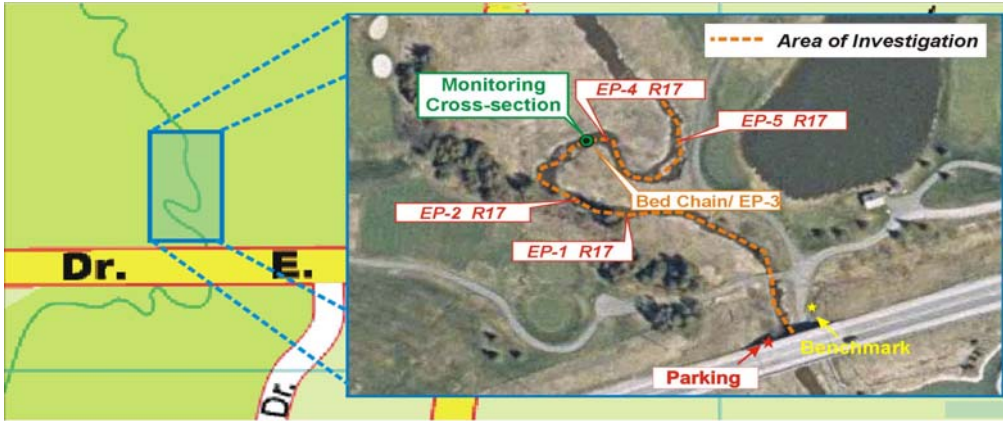 Area of Investigation
Monitoring
Cross-section
EP-4 R17
EP-5 R17
Bed Chain/ EP-3
EP-2 R17
EP-1 R17
Dr. E.
Benchmark
Parking
Dr.